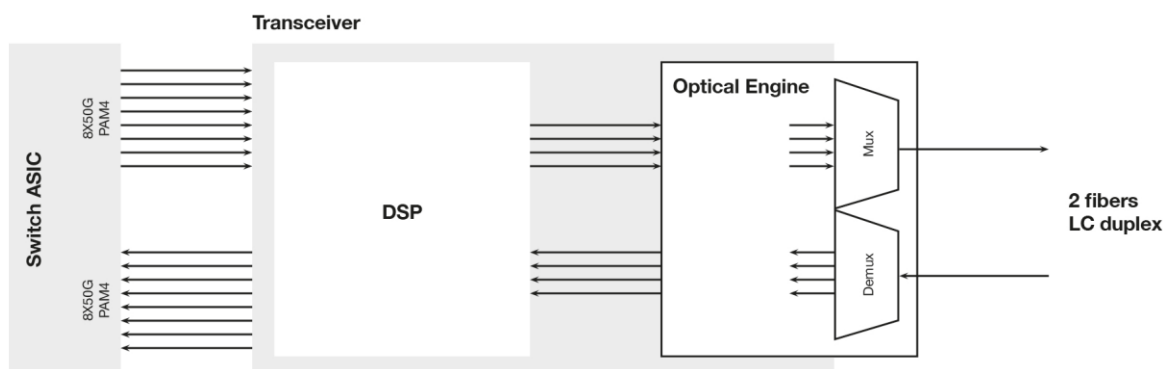 Transceiver
Switch ASIC
8X50G
PAM4
8X50G
PAM4
DSP
Optical Engine
Mux
Demux
2 fibers
LC duplex